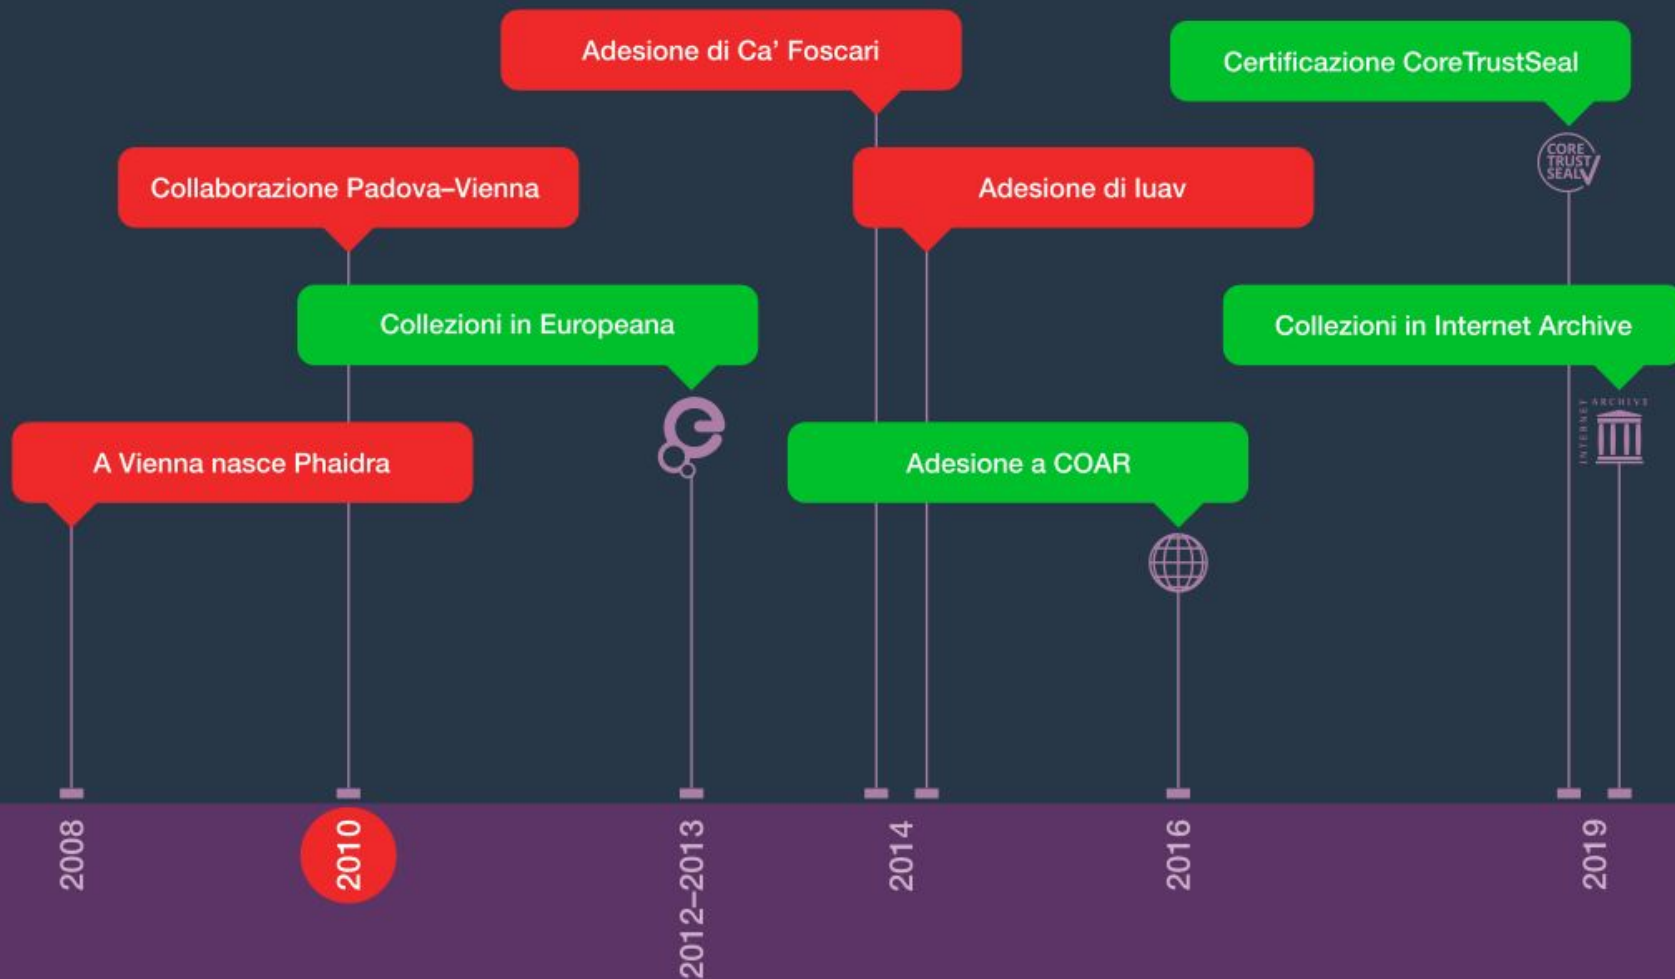 Adesione di Ca’ Foscari
Certificazione CoreTrustSeal
CORE
TRUST
SEAL
Collaborazione Padova–Vienna
Adesione di Iuav
Collezioni in Europeana
Collezioni in Internet Archive
INTERNET
ARCHIVE
A Vienna nasce Phaidra
Adesione a COAR
2008
2010
2012–2013
2014
2016
2019